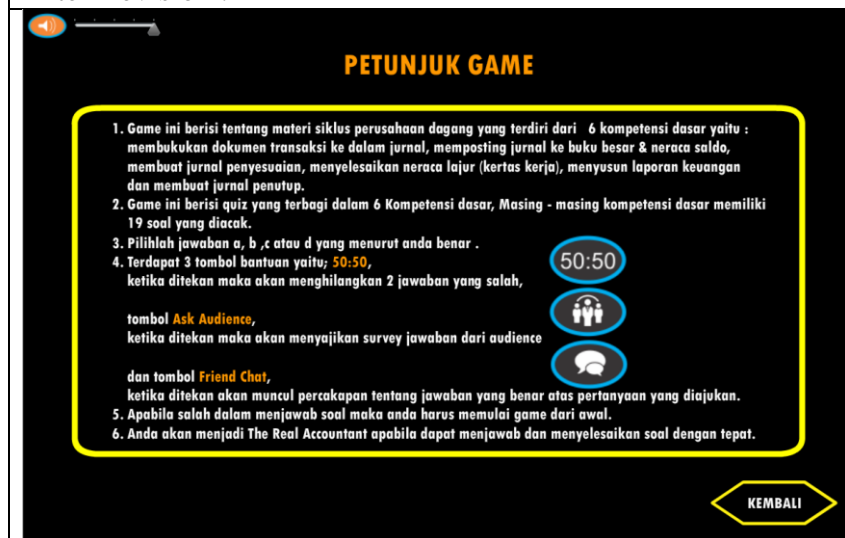 PETUNJUK GAME
1. Game ini berisi tentang materi siklus perusahaan dagang yang terdiri dari 6 kompetensi dasar yaitu :
membukukan dokumen transaksi ke dalam jurnal, memposting jurnal ke buku besar & neraca saldo,
membuat jurnal penyesuaian, menyelesaikan neraca lajur (kertas kerja), menyusun laporan keuangan
dan membuat jurnal penutup.
2. Game ini berisi quiz yang terbagi dalam 6 Kompetensi dasar, Masing - masing kompetensi dasar memiliki
19 soal yang diacak.
3. Pilihlah jawaban a, b ,c atau d yang menurut anda benar .
4. Terdapat 3 tombol bantuan yaitu; 50:50,
50:50
ketika ditekan maka akan menghilangkan 2 jawaban yang salah,
tombol Ask Audience,
ketika ditekan maka akan menyajikan survey jawaban dari audience
dan tombol Friend Chat,
ketika ditekan akan muncul percakapan tentang jawaban yang benar atas pertanyaan yang diajukan.
5. Apabila salah dalam menjawab soal maka anda harus memulai game dari awal.
6. Anda akan menjadi The Real Accountant apabila dapat menjawab dan menyelesaikan soal dengan tepat.
KEMBALI